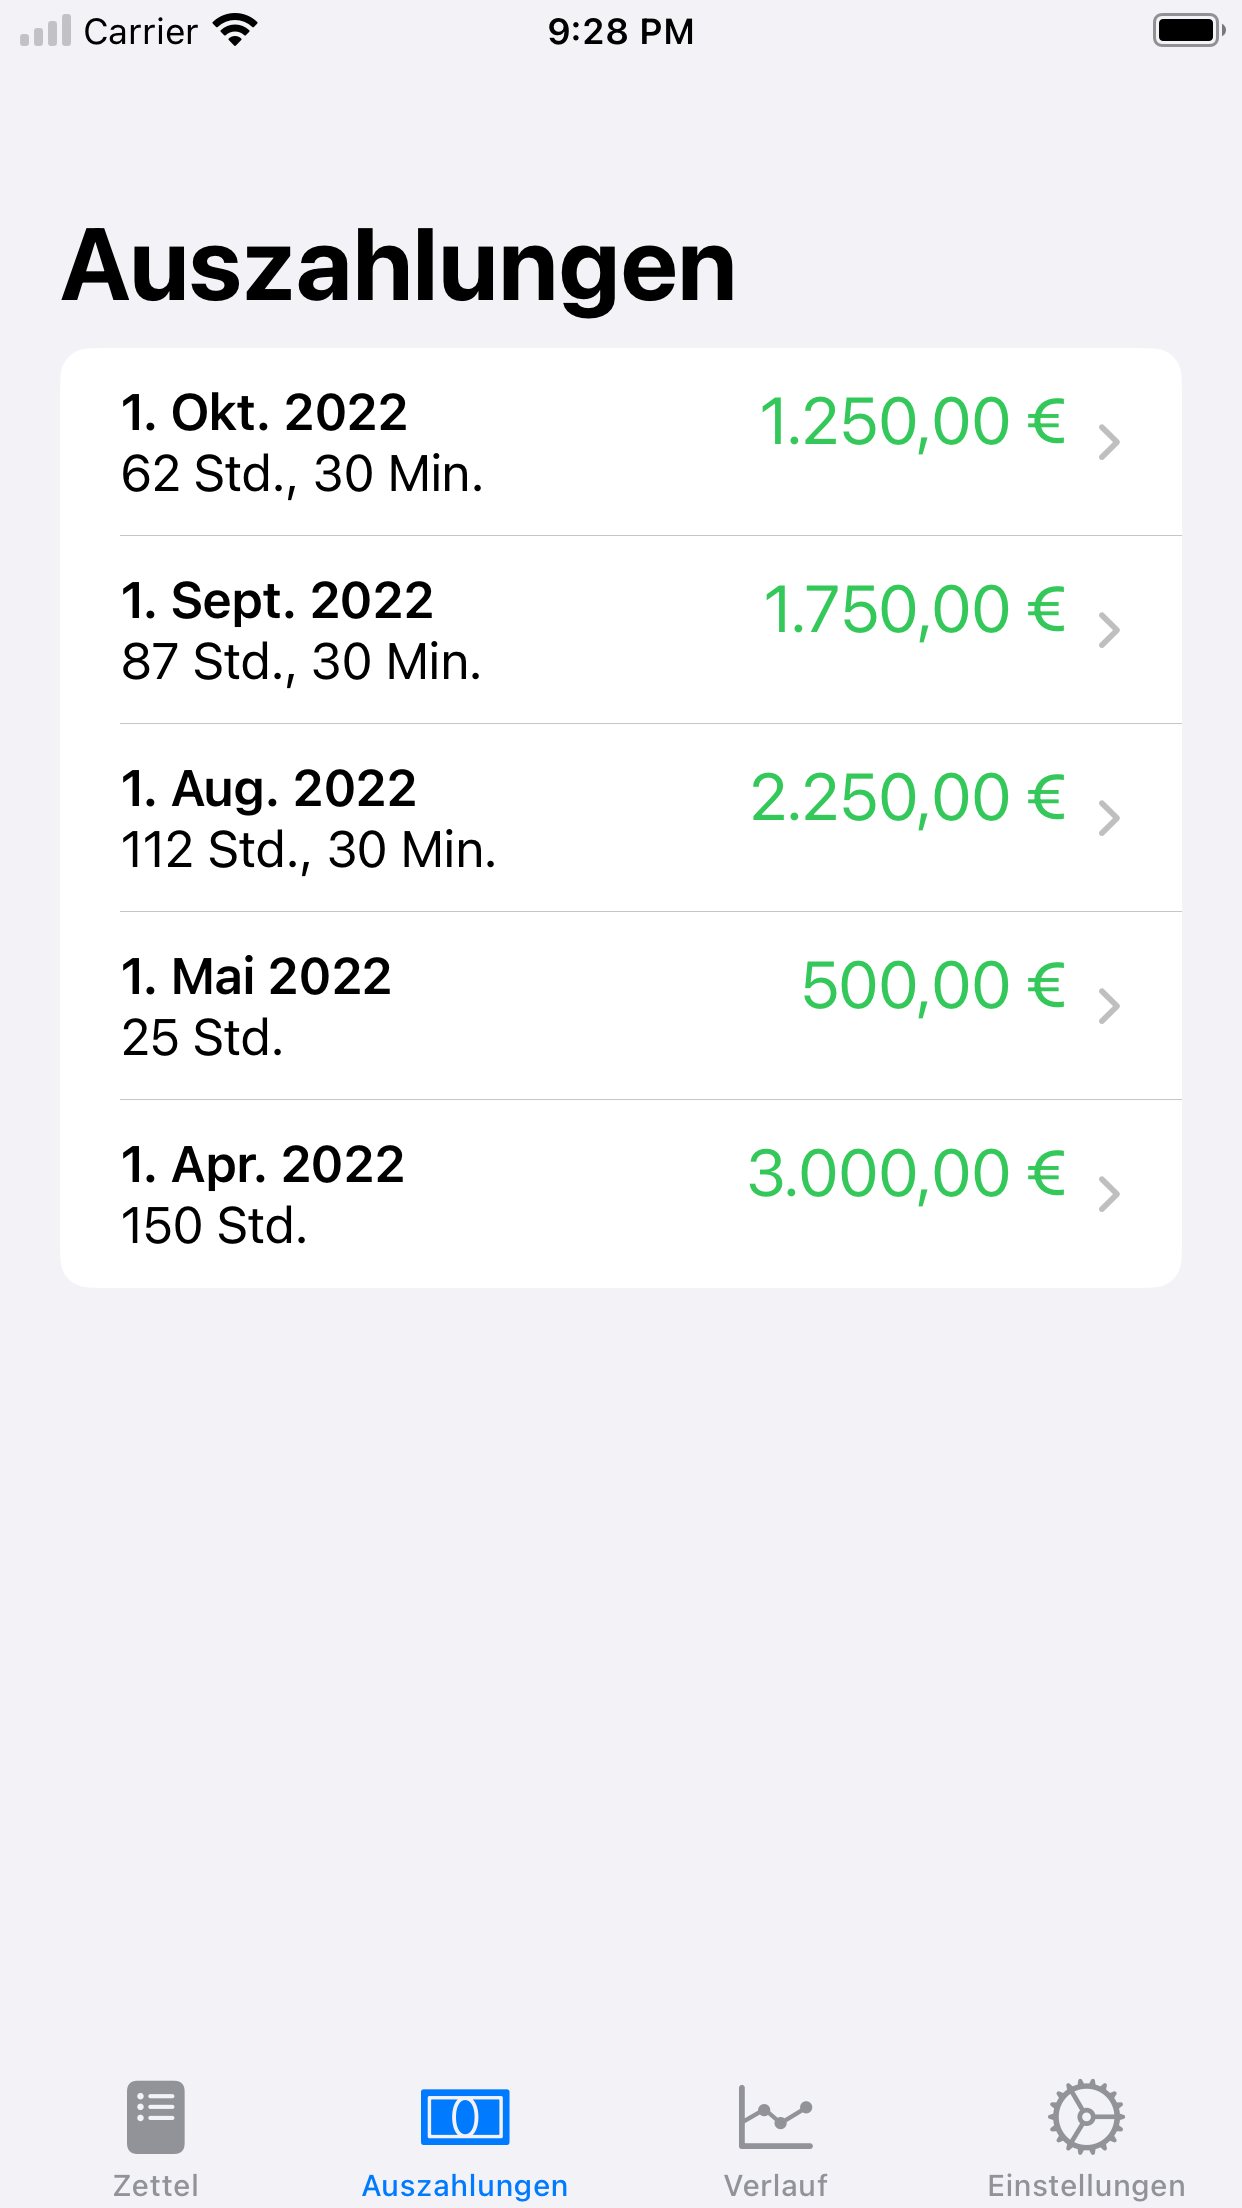 Carrier 9:28 PM
Auszahlungen
1. Okt. 2022 1.250,00 €
62 Std., 30 Min.
1. Sept. 2022 1.750,00 €
87 Std., 30 Min.
1. Aug. 2022 2.250,00 €
112 Std., 30 Min.
1. Mai 2022 500,00 €
25 Std.
1. Apr. 2022 3.000,00 €
150 Std.
Zettel Auszahlungen Verlauf Einstellungen